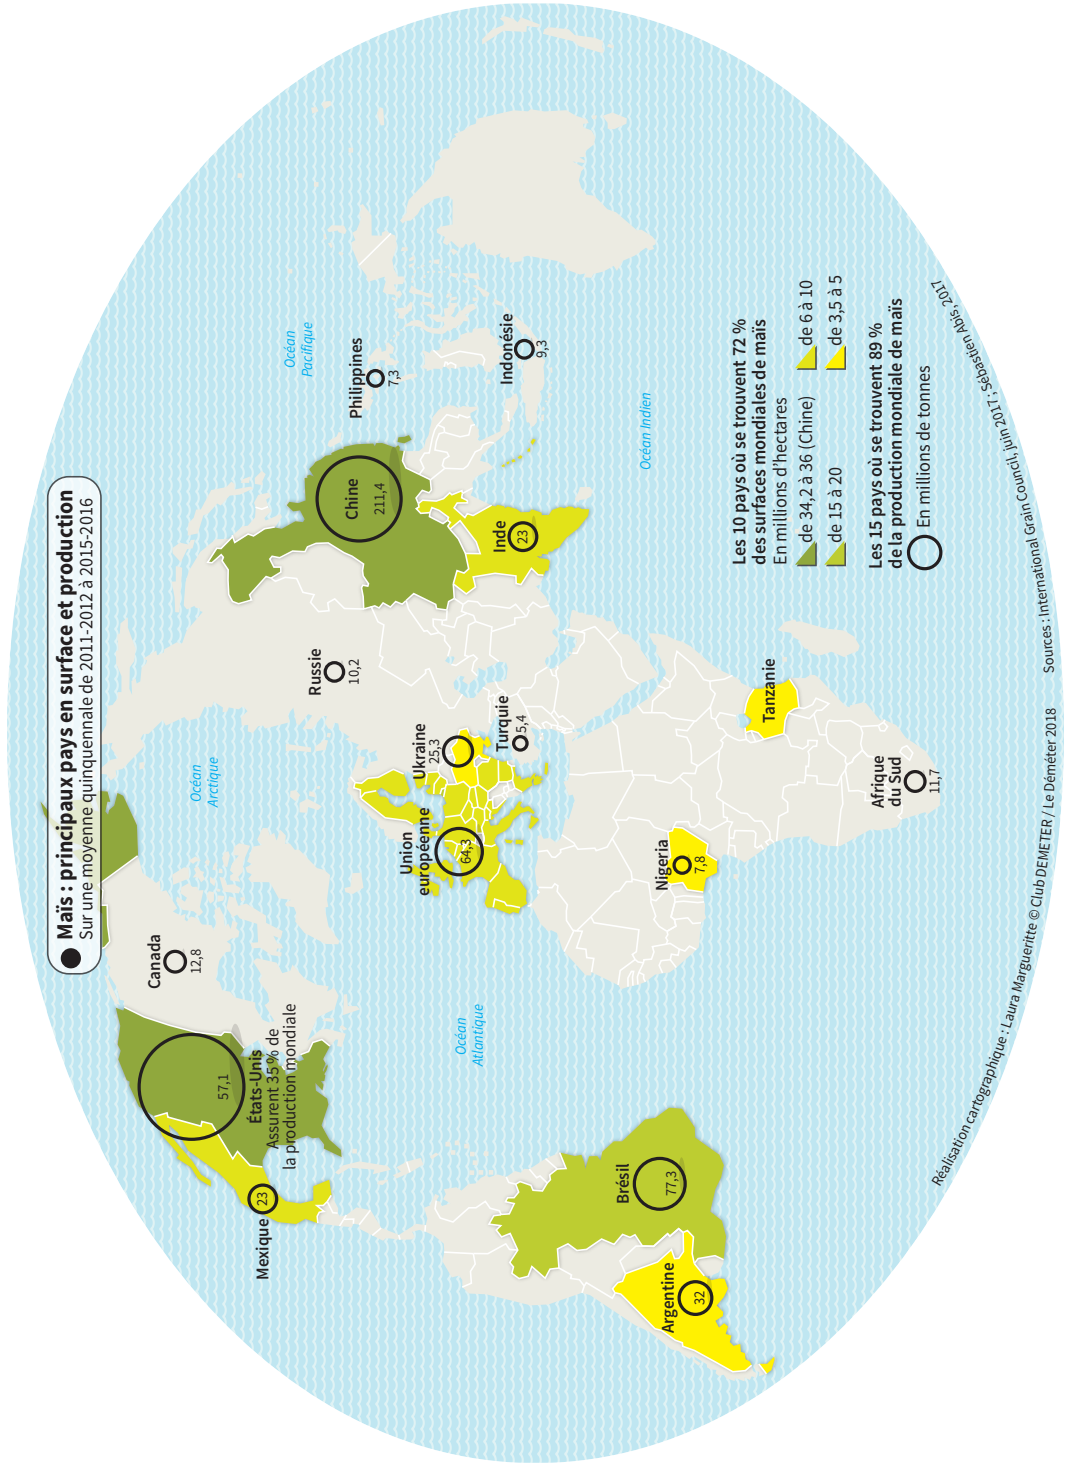 Maïs : principaux pays en surface et production
Sur une moyenne quinquennale de 2011-2012 à 2015-2016
Océan
Arctique
Canada
12,8
57,1
États-Unis
Assurent 35 % de
la production mondiale
Mexique
23
Océan
Atlantique
Brésil
77,3
Argentine
32
Union
européenne
64,3
Ukraine
25,3
Turquie
5,4
Russie
10,2
Chine
211,4
Inde
23
Philippines
7,3
Indonésie
9,3
Océan
Pacifique
Océan Indien
Nigeria
7,8
Tanzanie
Afrique
du Sud
11,7
Les 10 pays où se trouvent 72 %
des surfaces mondiales de maïs
En millions d’hectares
de 34,2 à 36 (Chine)
de 15 à 20
de 6 à 10
de 3,5 à 5
Les 15 pays où se trouvent 89 %
de la production mondiale de maïs
En millions de tonnes
Réalisation cartographique : Laura Margueritte © Club DEMETER / Le Déméter 2018
Sources : International Grain Council, juin 2017 ; Sébastien Abis, 2017